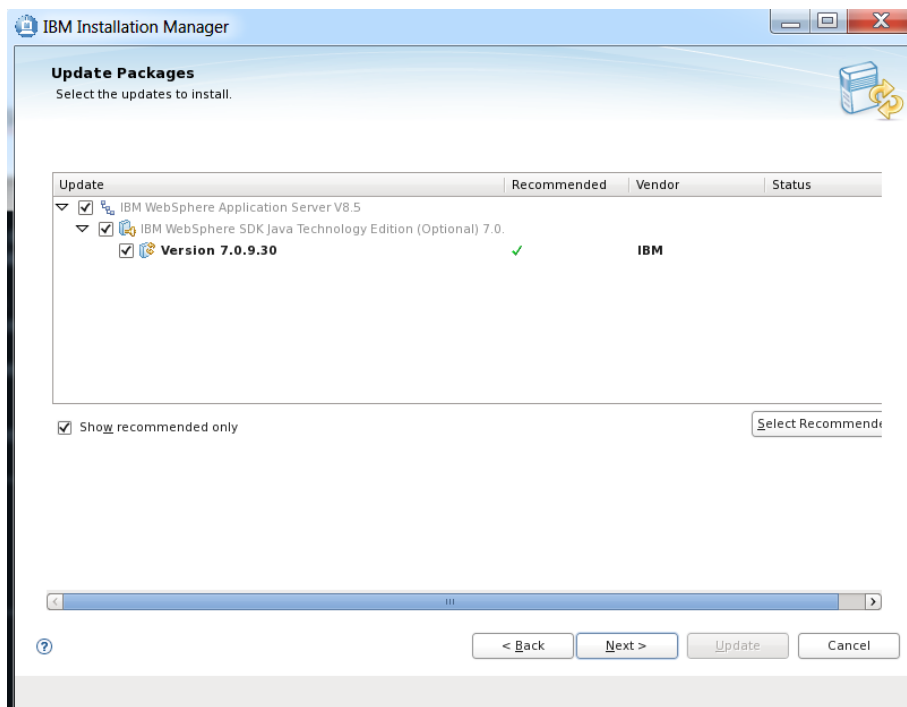 IBM Installation Manager
Update Packages
Select the updates to install.
Update Recommended Vendor Status
IBM WebSphere Application Server V8.5
IBM WebSphere SDK Java Technology Edition (Optional) 7.0.
Version 7.0.9.30 IBM
Show recommended only
Select Recommende
< Back Next > Update Cancel